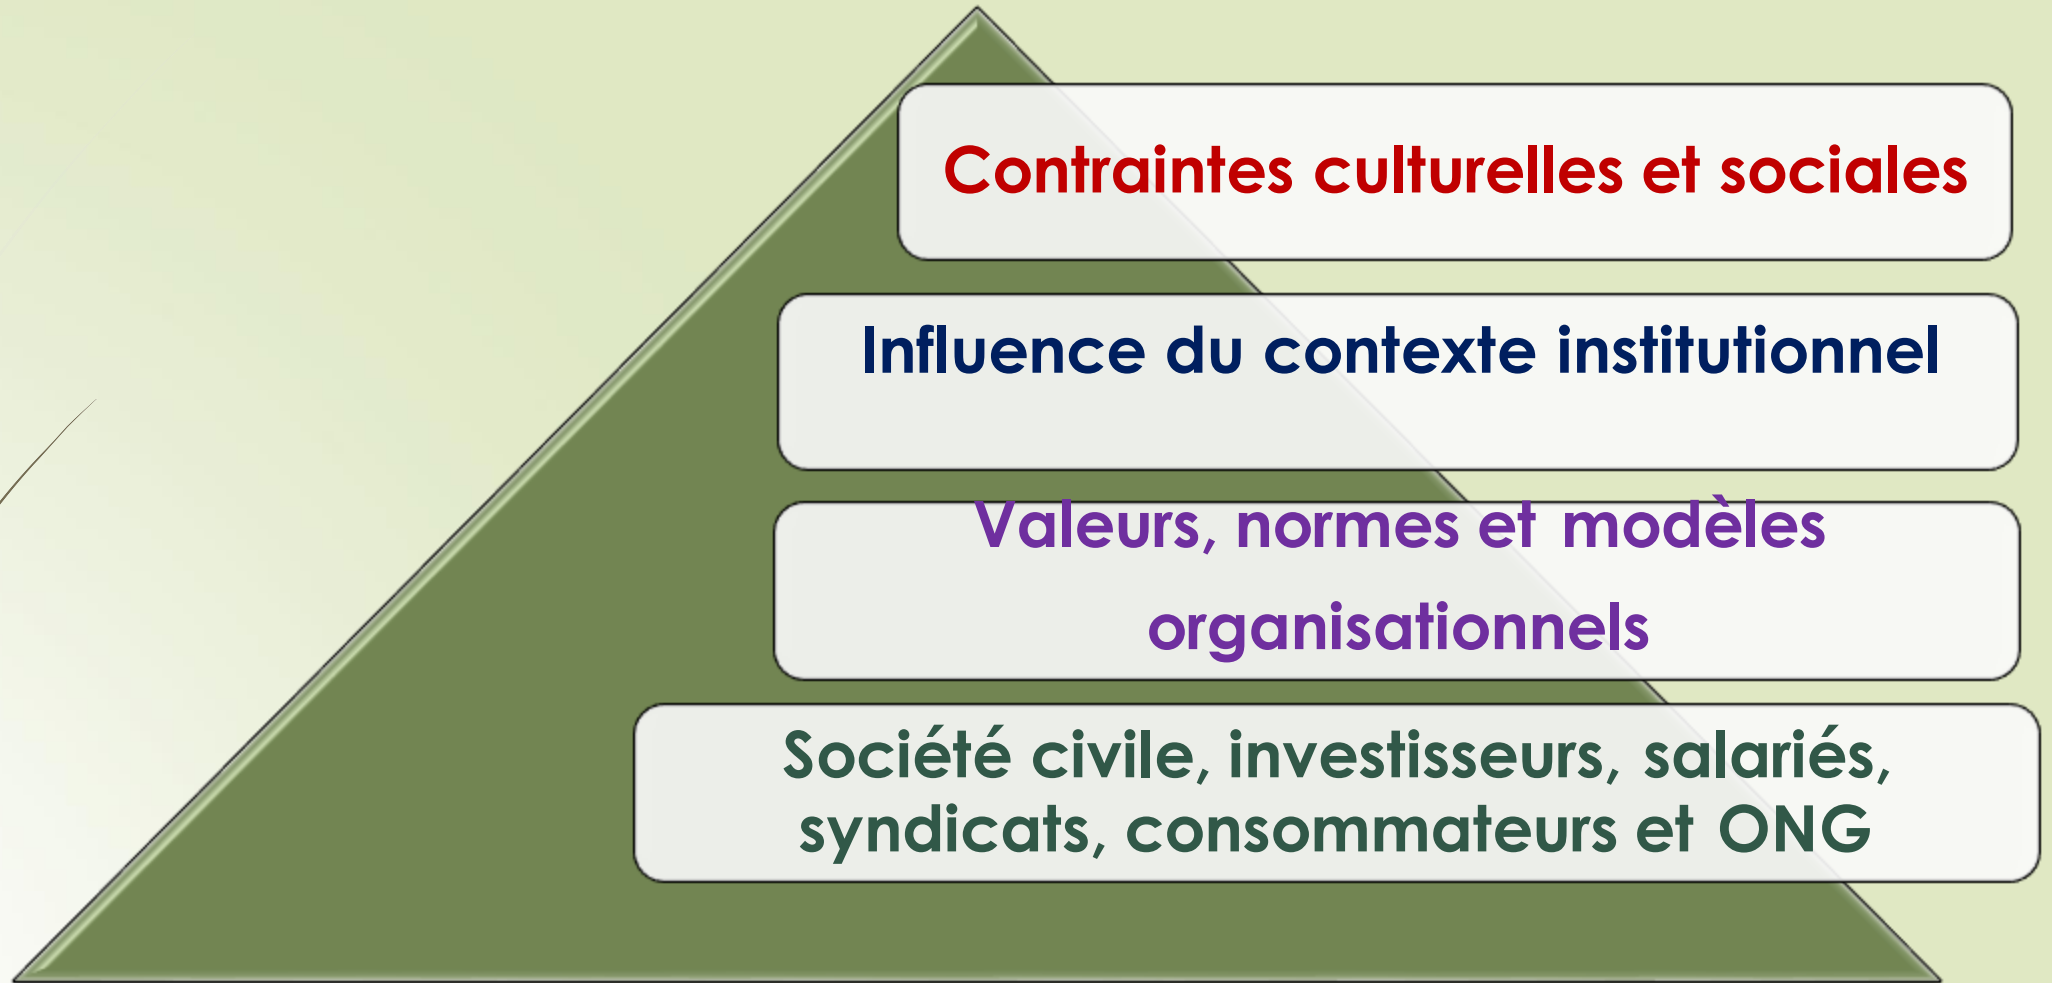 Contraintes culturelles et sociales
Influence du contexte institutionnel
Valeurs, normes et modèles
organisationnels
Société civile, investisseurs, salariés,
syndicats, consommateurs et ONG